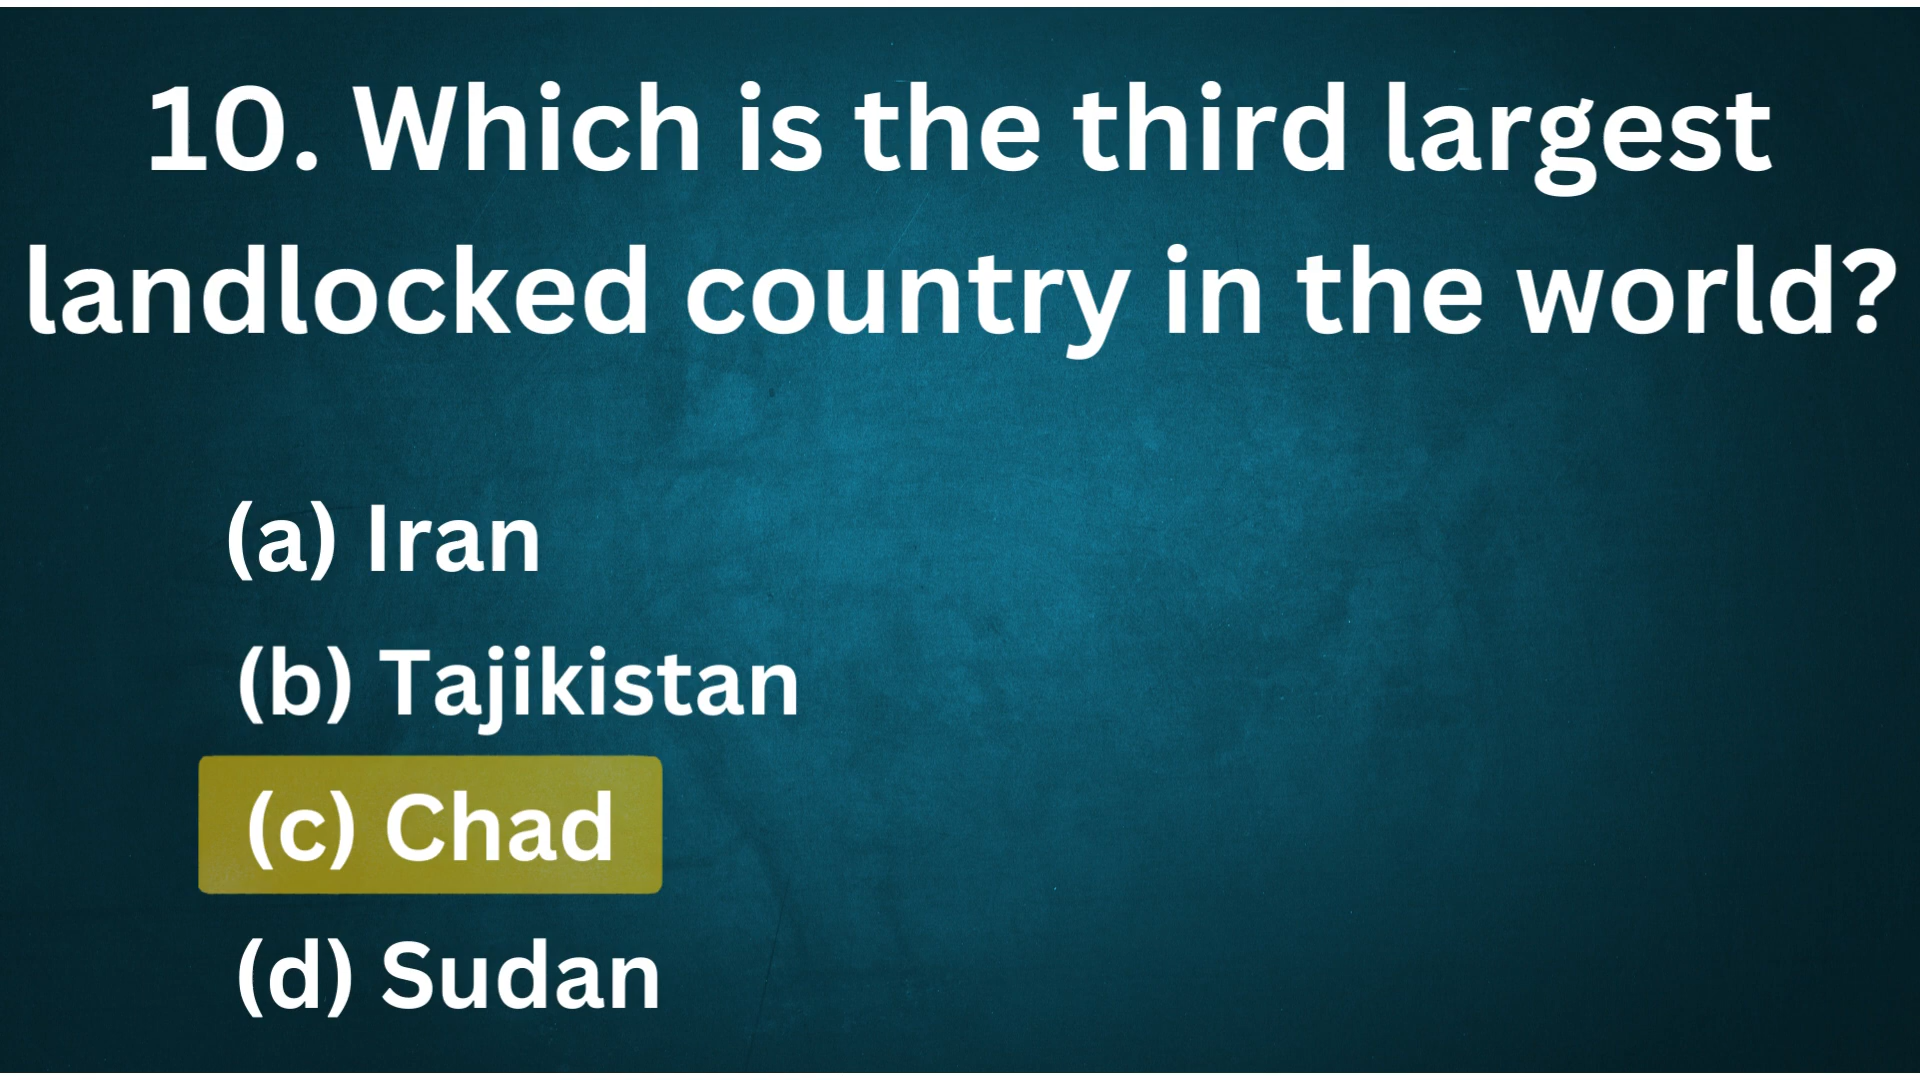 10. Which is the third largest
landlocked country in the world?
(a) Iran
(b) Tajikistan
(c) Chad
(d) Sudan